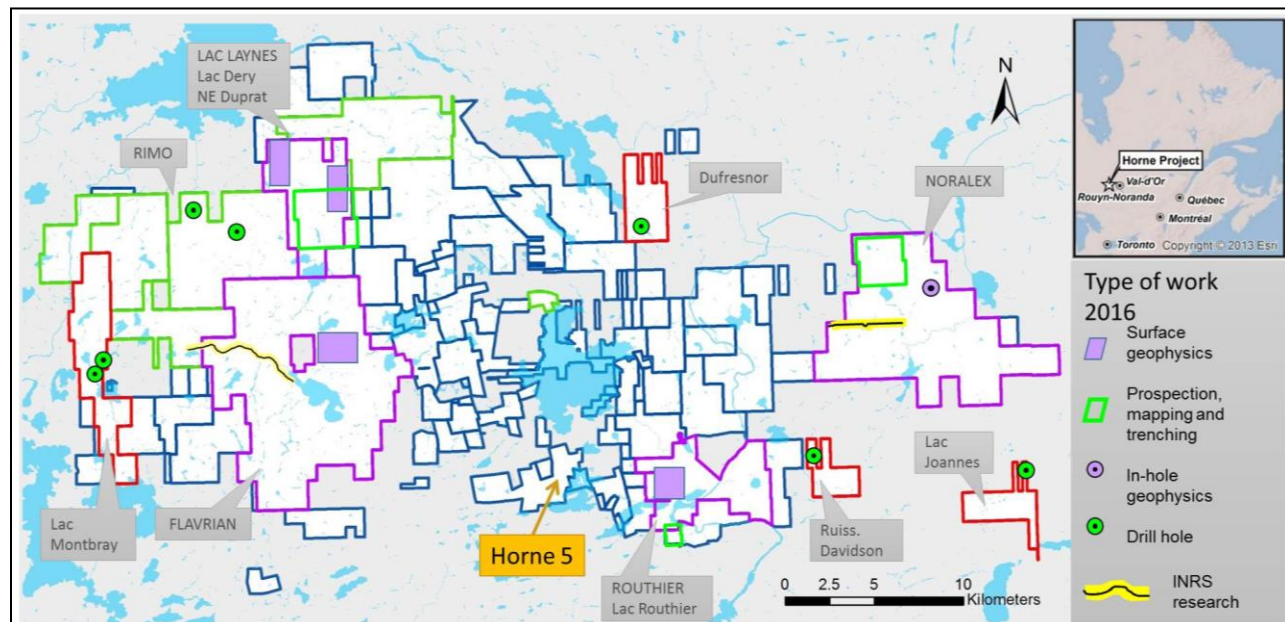 LAC LAYNES
Lac Dery
NE Duprat
RIMO
Dufresnor
NORALEX
N
Lac
Montbray
FLAVRIAN
Horne 5
ROUTHIER
Lac Routhier
Ruiss.
Davidson
Lac
Joannes
0 2.5 5 10
Kilometers
Horne Project
Val-d'Or
Rouyn-Noranda
Québec
Montréal
Toronto
Copyright © 2013 Esri
Type of work
2016
Surface
geophysics
Prospection,
mapping and
trenching
In-hole
geophysics
Drill hole
INRS
research